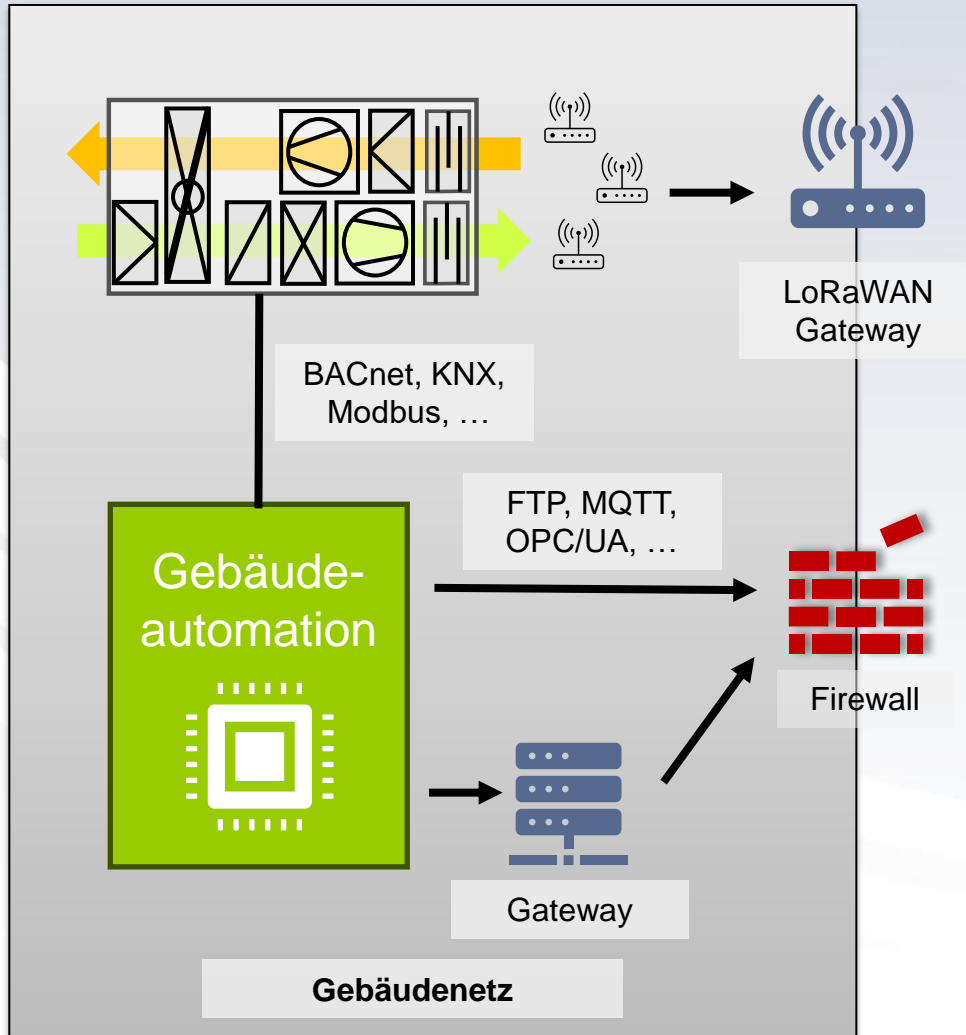 LoRaWAN
Gateway
BACnet, KNX,
Modbus, …
FTP, MQTT,
OPC/UA, …
Gebäude-
automation
Firewall
Gateway
Gebäudenetz